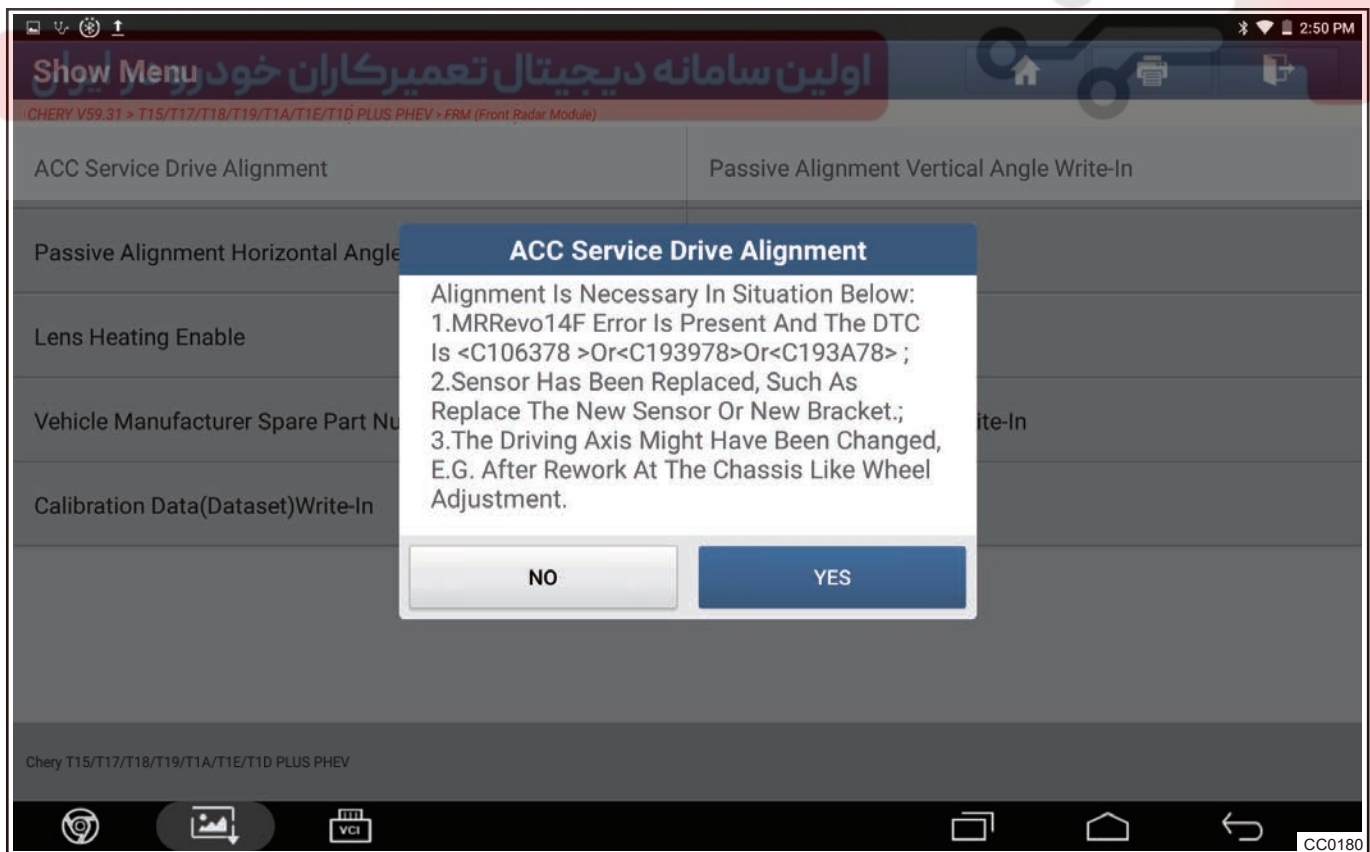 2:50 PM
Show Menu
اولین سامانه دیجیتال تعمیرکاران خودرو در ایران
CHERY V59.31 > T15/T17/T18/T19/T1A/T1E/T1D PLUS PHEV > FRM (Front Radar Module)
ACC Service Drive Alignment
Passive Alignment Vertical Angle Write-In
Passive Alignment Horizontal Angle
ACC Service Drive Alignment
Alignment Is Necessary In Situation Below:
1.MRRevo14F Error Is Present And The DTC
Is <C106378 >Or<C193978>Or<C193A78> ;
2.Sensor Has Been Replaced, Such As
Replace The New Sensor Or New Bracket.;
3.The Driving Axis Might Have Been Changed,
E.G. After Rework At The Chassis Like Wheel
Adjustment.
Lens Heating Enable
Vehicle Manufacturer Spare Part Nu
ite-In
Calibration Data(Dataset)Write-In
NO
YES
Chery T15/T17/T18/T19/T1A/T1E/T1D PLUS PHEV
VCI
CC0180